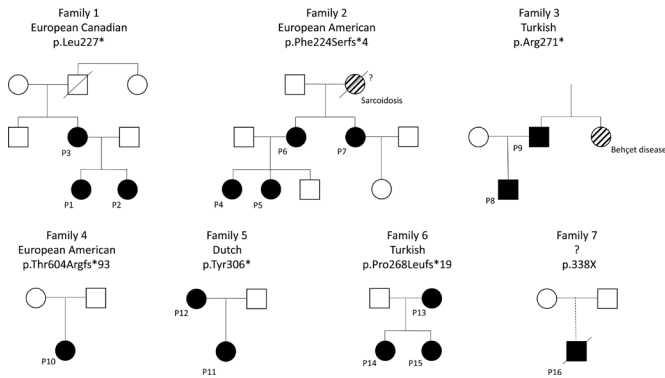 Family 1
European Canadian
p.Leu227*
Family 2
European American
p.Phe224Serfs*4
Family 3
Turkish
p.Arg271*
?
Sarcoidosis
P3
P6
P7
P9
Behçet disease
P1
P2
P4
P5
P8
Family 4
European American
p.Thr604Argfs*93
Family 5
Dutch
p.Tyr306*
Family 6
Turkish
p.Pro268Leufs*19
Family 7
?
p.338X
P12
P13
P10
P11
P14
P15
P16